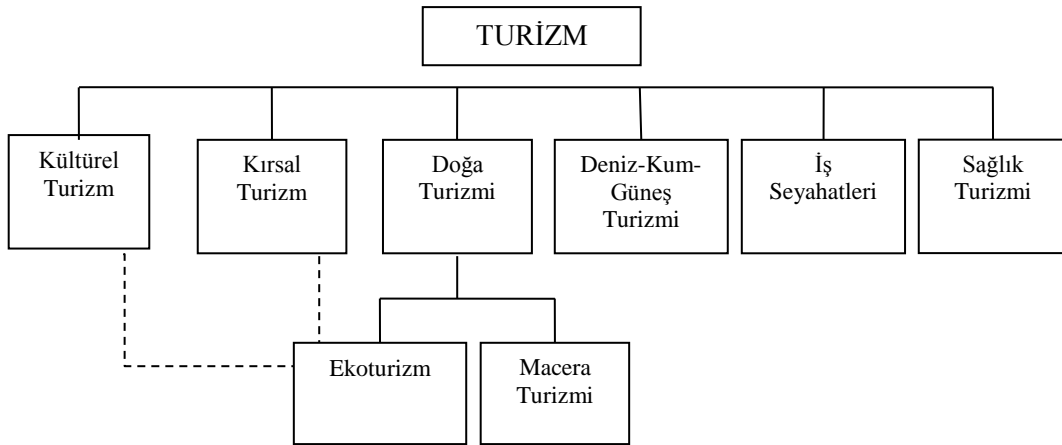 TURİZM
Kültürel
Turizm
Kırsal
Turizm
Doğa
Turizmi
Deniz-Kum-
Güneş
Turizmi
İş
Seyahatleri
Sağlık
Turizmi
Ekoturizm
Macera
Turizmi